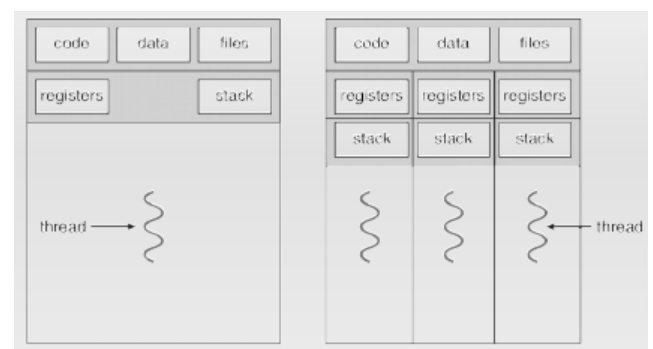 code data files
registers stack
thread
code data files
registers registers registers
stack stack stack
thread